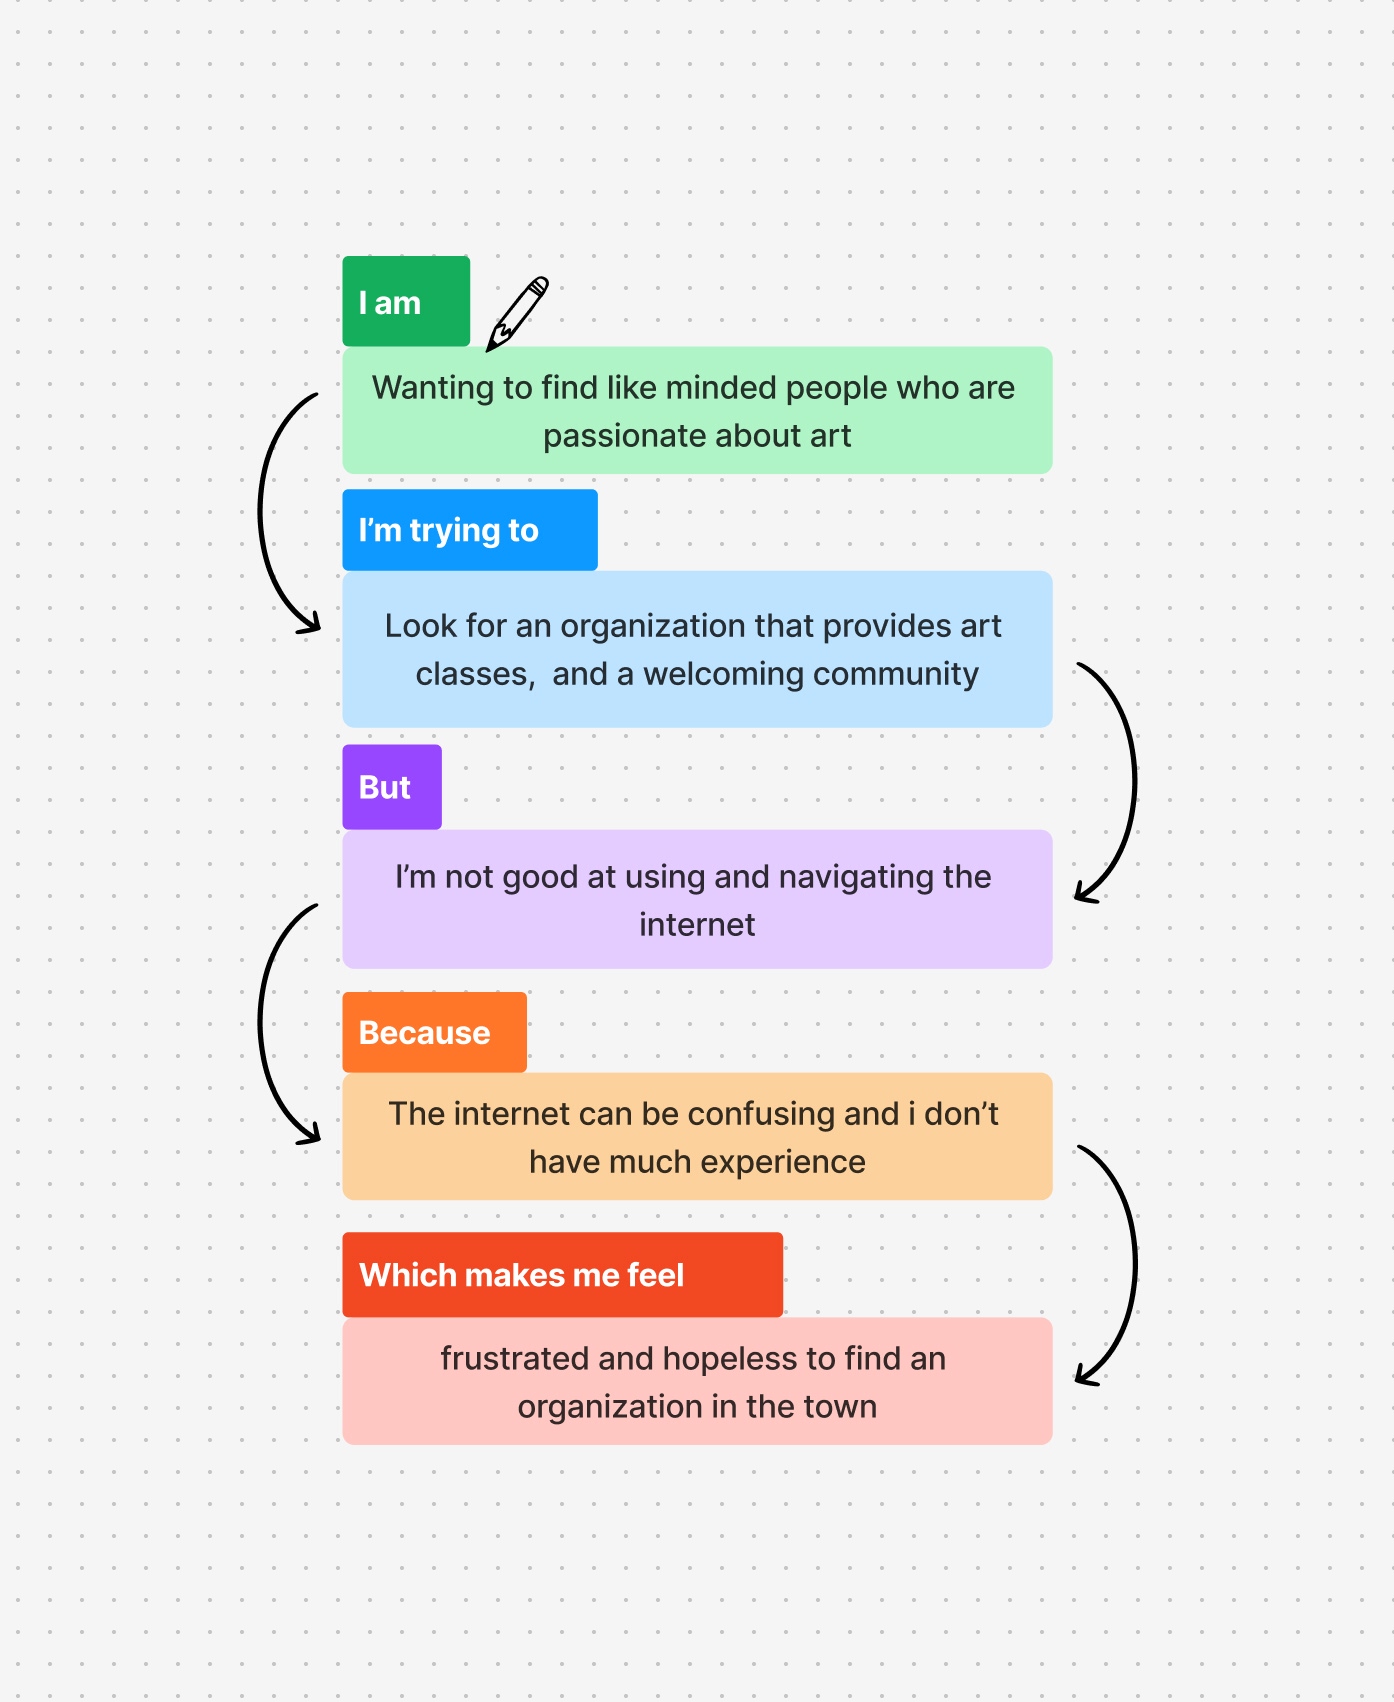 I am
Wanting to find like minded people who are
passionate about art
I’m trying to
Look for an organization that provides art
classes,  and a welcoming community
But
I’m not good at using and navigating the
internet
Because
The internet can be confusing and i don’t
have much experience
Which makes me feel
frustrated and hopeless to find an
organization in the town